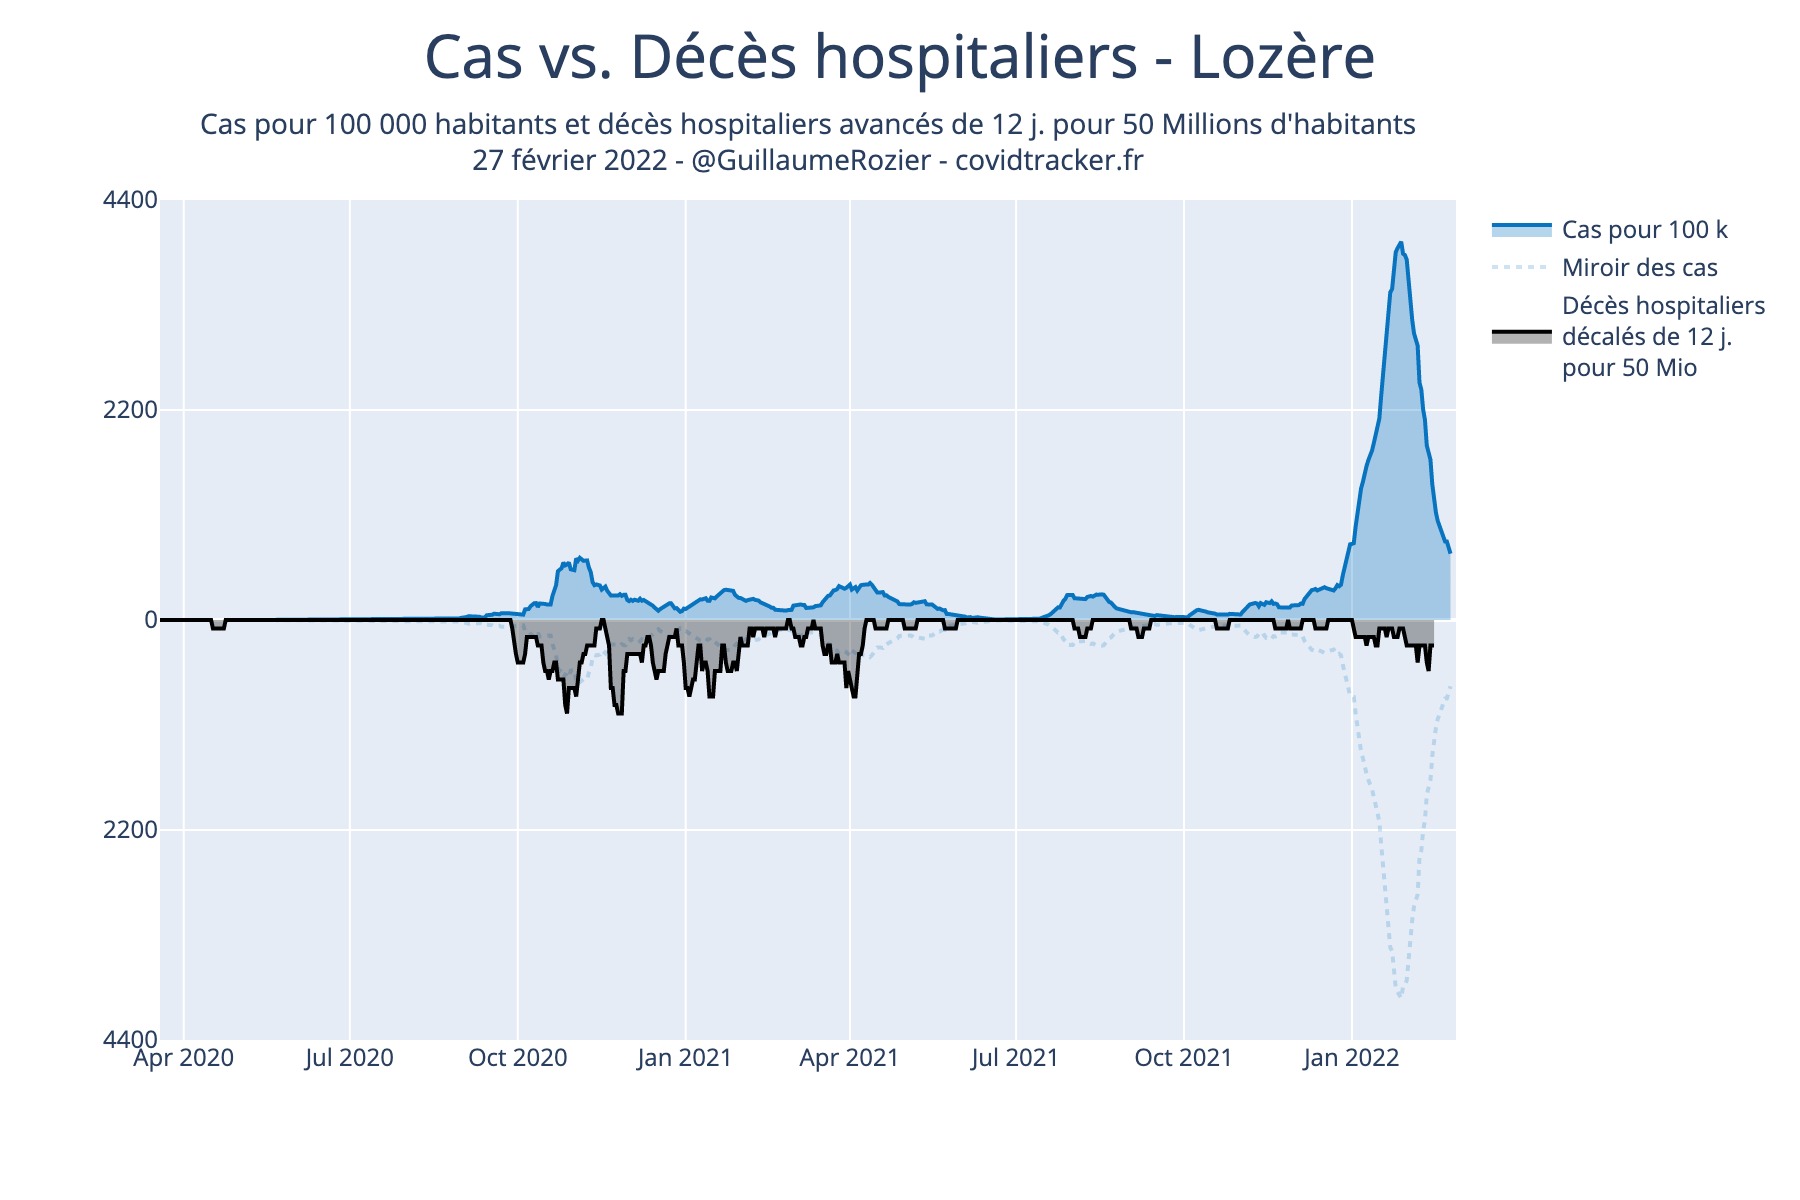 Cas vs. Décès hospitaliers - Lozère
Cas pour 100 000 habitants et décès hospitaliers avancés de 12 j. pour 50 Millions d'habitants
27 février 2022 - @GuillaumeRozier - covidtracker.fr
4400
2200
0
2200
4400
Apr 2020
Jul 2020
Oct 2020
Jan 2021
Apr 2021
Jul 2021
Oct 2021
Jan 2022
Cas pour 100 k
Miroir des cas
Décès hospitaliers
décalés de 12 j.
pour 50 Mio